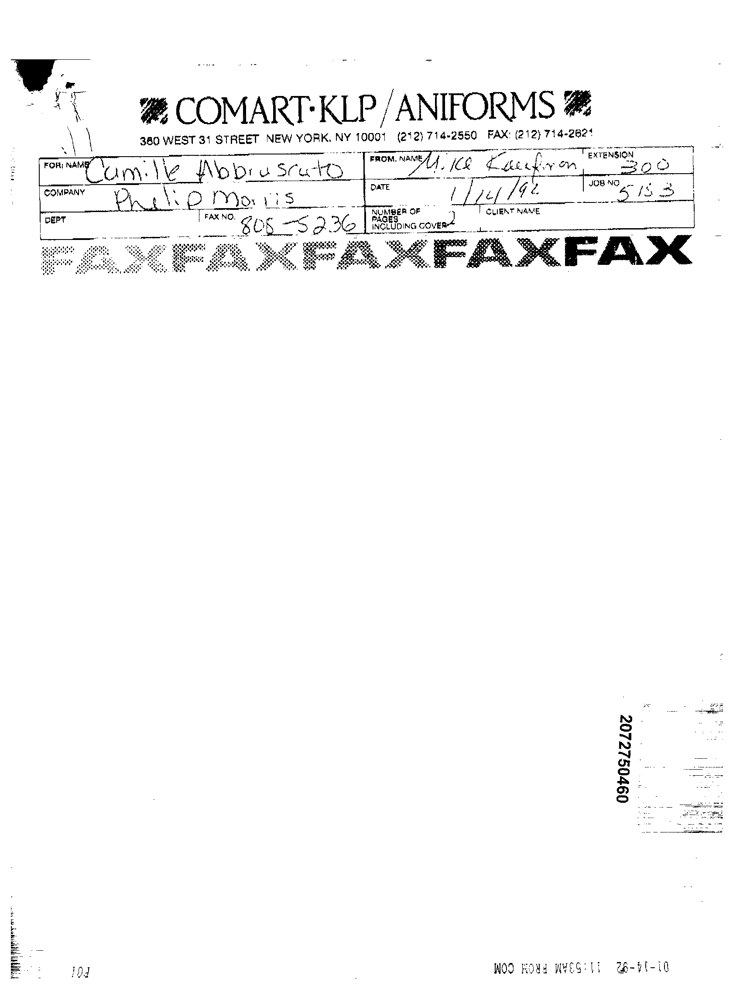 COMART·KLP/ANIFORMS
360 WEST 31 STREET NEW YORK, NY 10001 (212) 714-2550 FAX: (212) 714-2621
FOR: NAME Camille Abbruscato FROM: NAME Mike Kaufman EXTENSION 300
COMPANY Philip Morris DATE 1/14/92 JOB NO. 5153
DEPT FAX NO. 808-5236 NUMBER OF PAGES INCLUDING COVER 2 CLIENT NAME
FAXFAXFAXFAXFAX
2072750460
P01 01-14-92 11:53AM FROM COM